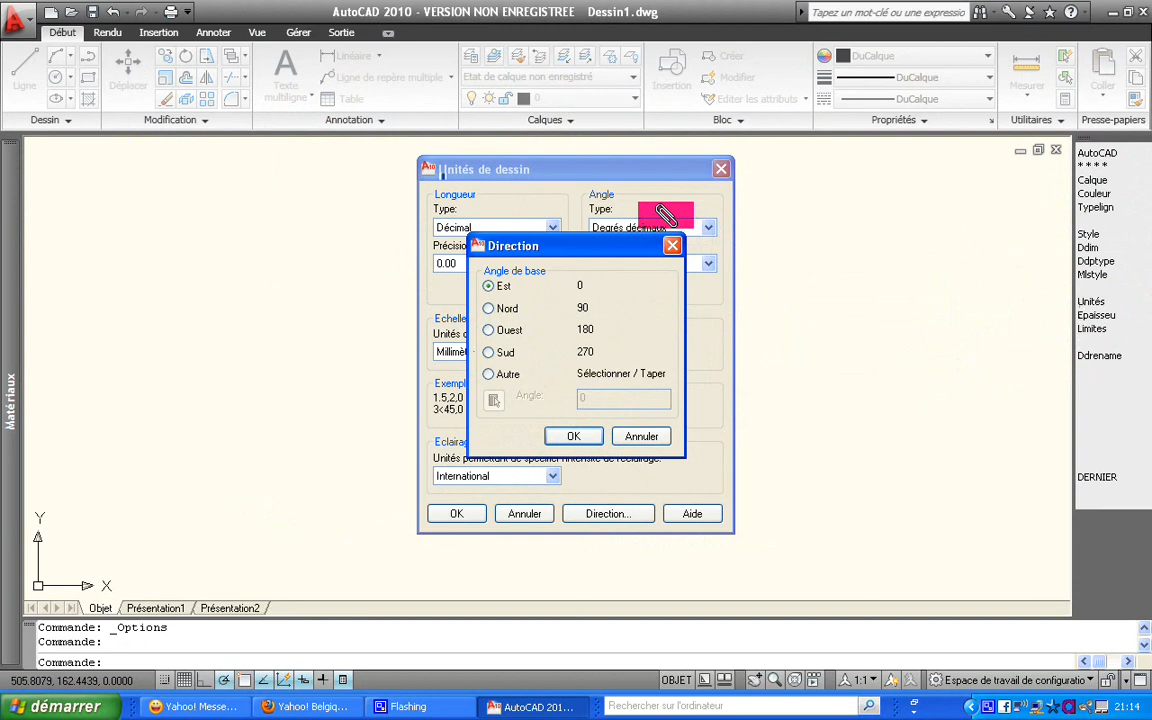 AutoCAD 2010 - VERSION NON ENREGISTREE Dessin1.dwg
Tapez un mot-clé ou une expressio
Début Rendu Insertion Annoter Vue Gérer Sortie
Ligne
Déplacer
Texte
multiligne
Linéaire
Ligne de repère multiple
Table
Etat de calque non enregistré
0
Insertion
Créer
Modifier
Editer les attributs
DuCalque
DuCalque
DuCalque
Mesurer
Coller
Dessin Modification Annotation Calques Bloc Propriétés Utilitaires Presse-papiers
Matériaux
Unités de dessin
Longueur
Type:
Décimal
Précision
0.00
Angle
Type:
Degrés décimaux
Echelle
Unités d
Millimèt
Exempl
1.5,2,0
3<45,0
Eclairag
Unités permettant de spécifier l'intensité de l'éclairage:
International
OK Annuler Direction... Aide
Direction
Angle de base
Est 0
Nord 90
Ouest 180
Sud 270
Autre Sélectionner / Taper
Angle: 0
OK Annuler
AutoCAD
* * * *
Calque
Couleur
Typelign
Style
Ddim
Ddptype
Mlstyle
Unités
Epaisseu
Limites
Ddrename
DERNIER
Y
X
Objet Présentation1 Présentation2
Commande: _Options
Commande:
Commande:
505.8079, 162.4439, 0.0000
OBJET
1:1
Espace de travail de configuratio
démarrer
Yahoo! Messe...
Yahoo! Belgiq...
Flashing
AutoCAD 201...
Rechercher sur l'ordinateur
21:14